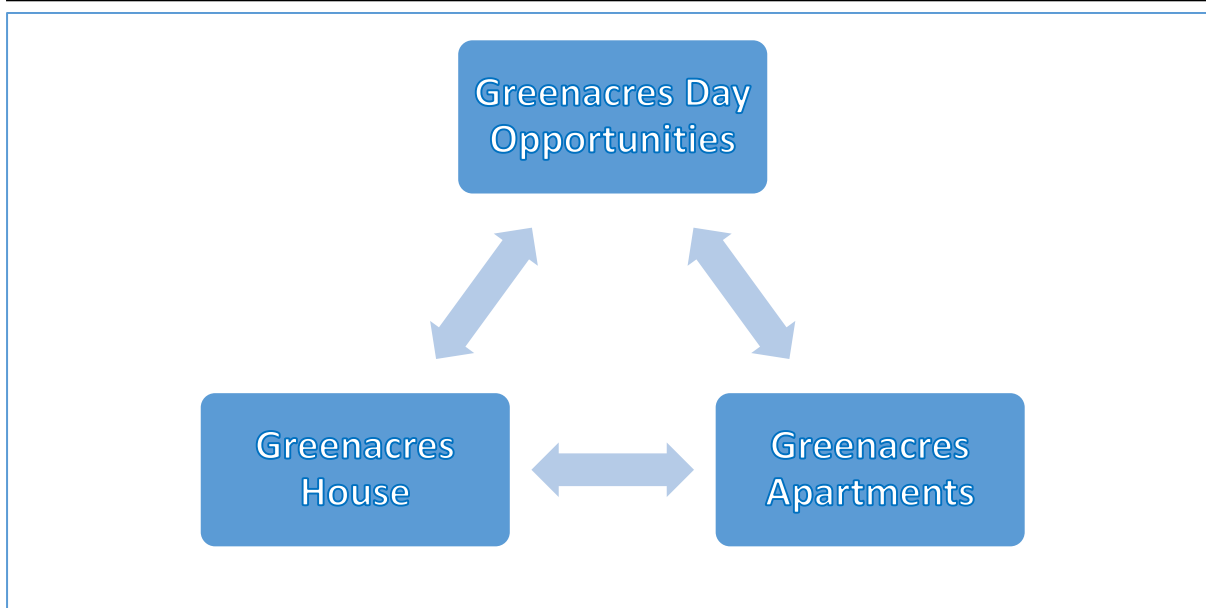 Greenacres Day
Opportunities
Greenacres
House
Greenacres
Apartments